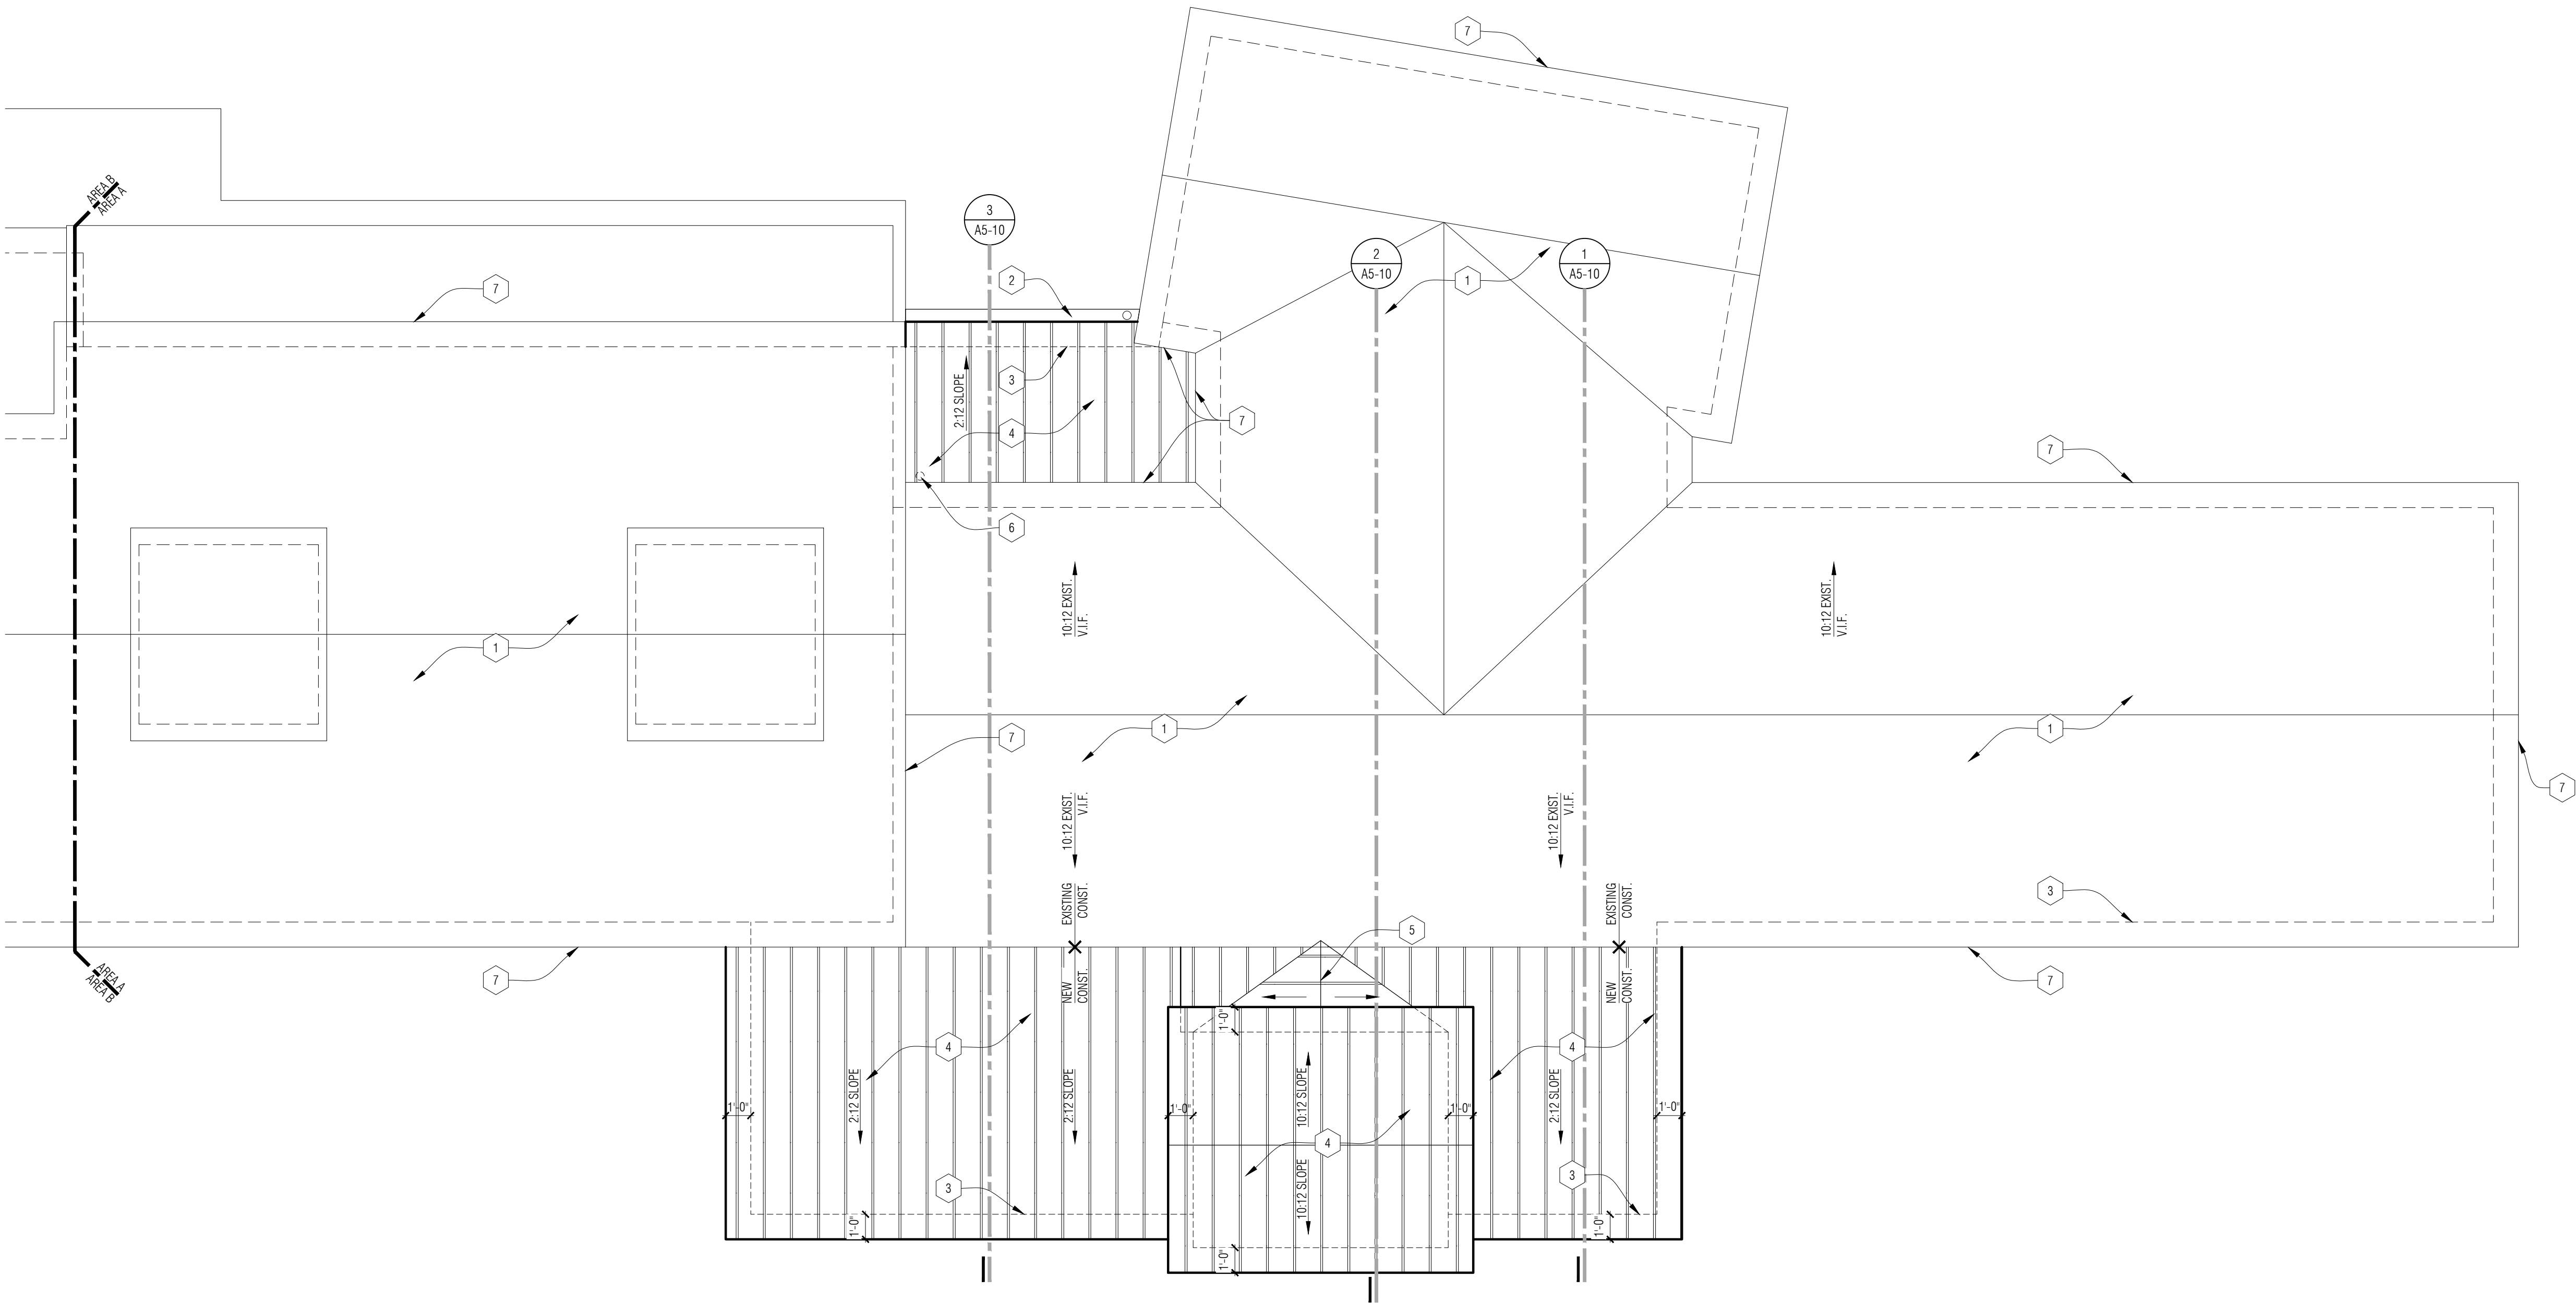 7
AREA B
AREA A
3
A5-10
2
A5-10
1
A5-10
7
2
1
3
2:12 SLOPE
4
7
7
6
10:12 EXIST.
V.I.F.
10:12 EXIST.
V.I.F.
1
1
1
7
7
10:12 EXIST.
V.I.F.
10:12 EXIST.
V.I.F.
3
EXISTING
CONST.
NEW
CONST.
5
EXISTING
CONST.
NEW
CONST.
7
7
AREA A
AREA B
1'-0"
4
4
2:12 SLOPE
2:12 SLOPE
10:12 SLOPE
2:12 SLOPE
1'-0"
1'-0"
1'-0"
1'-0"
4
10:12 SLOPE
3
3
1'-0"
1'-0"
1'-0"